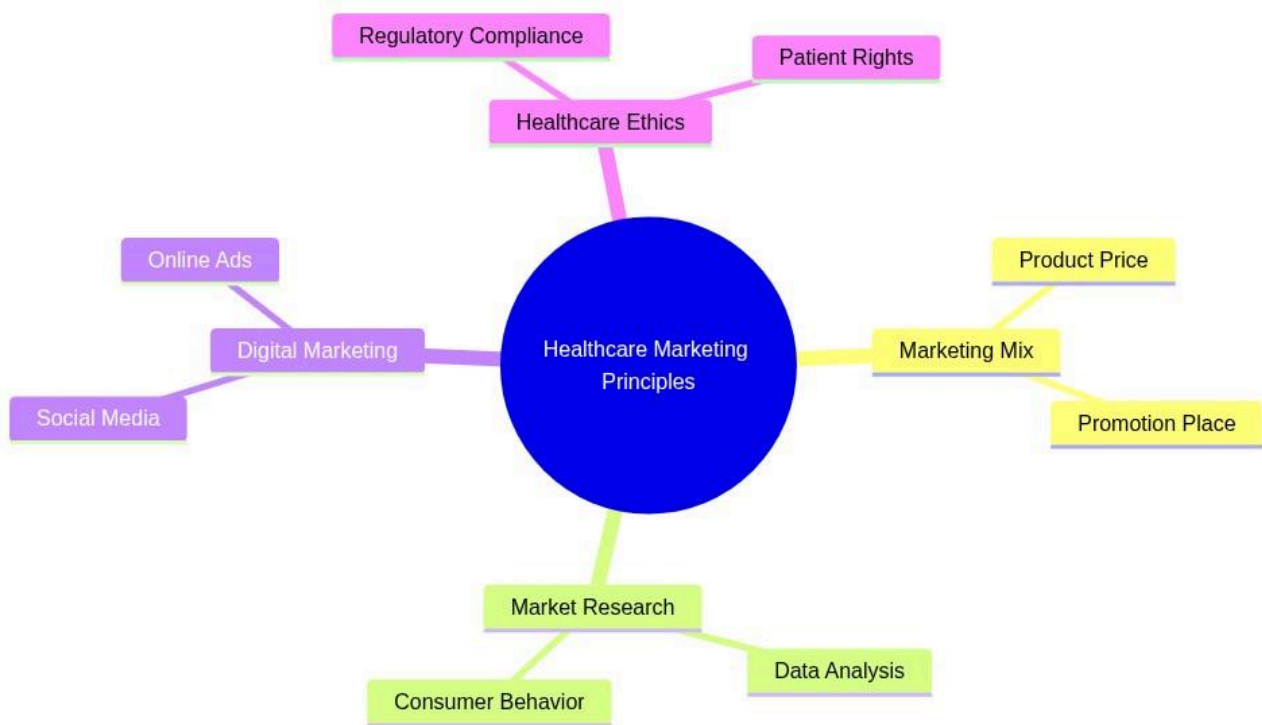 Regulatory Compliance
Patient Rights
Healthcare Ethics
Online Ads
Product Price
Digital Marketing
Healthcare Marketing
Principles
Marketing Mix
Social Media
Promotion Place
Market Research
Data Analysis
Consumer Behavior